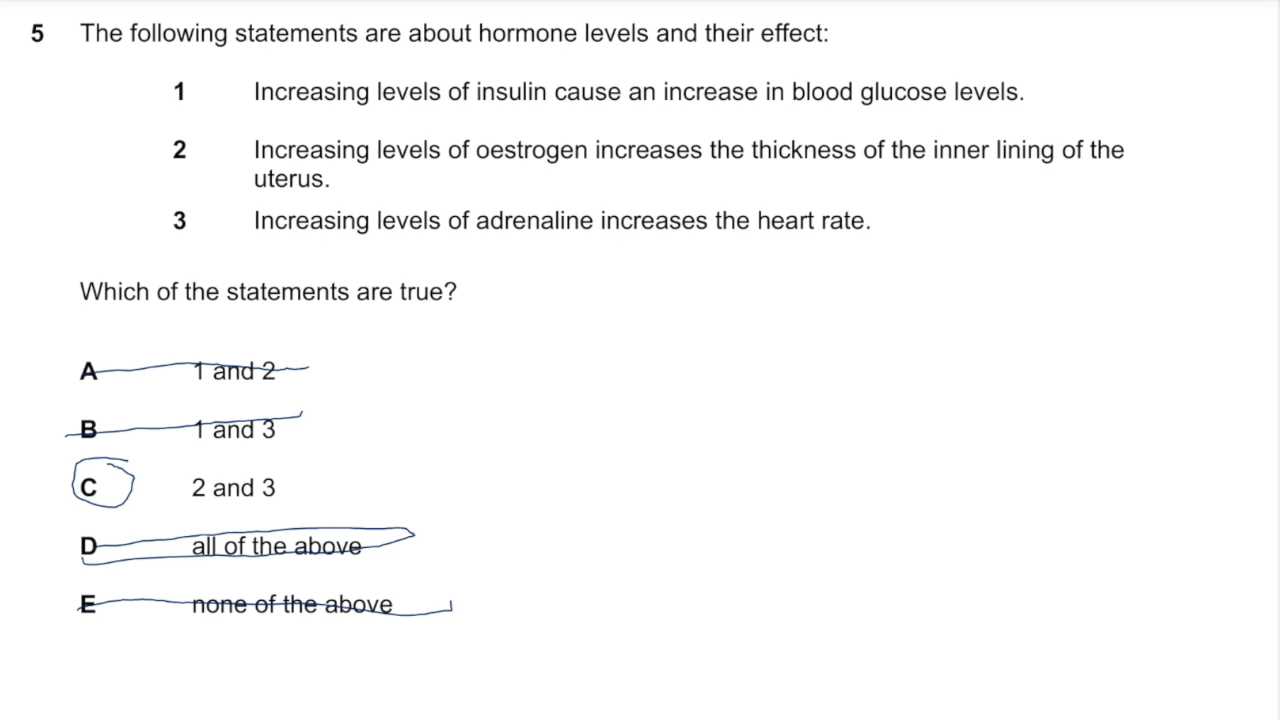 5 The following statements are about hormone levels and their effect:
1 Increasing levels of insulin cause an increase in blood glucose levels.
2 Increasing levels of oestrogen increases the thickness of the inner lining of the
uterus.
3 Increasing levels of adrenaline increases the heart rate.
Which of the statements are true?
A 1 and 2
B 1 and 3
C 2 and 3
D all of the above
E none of the above